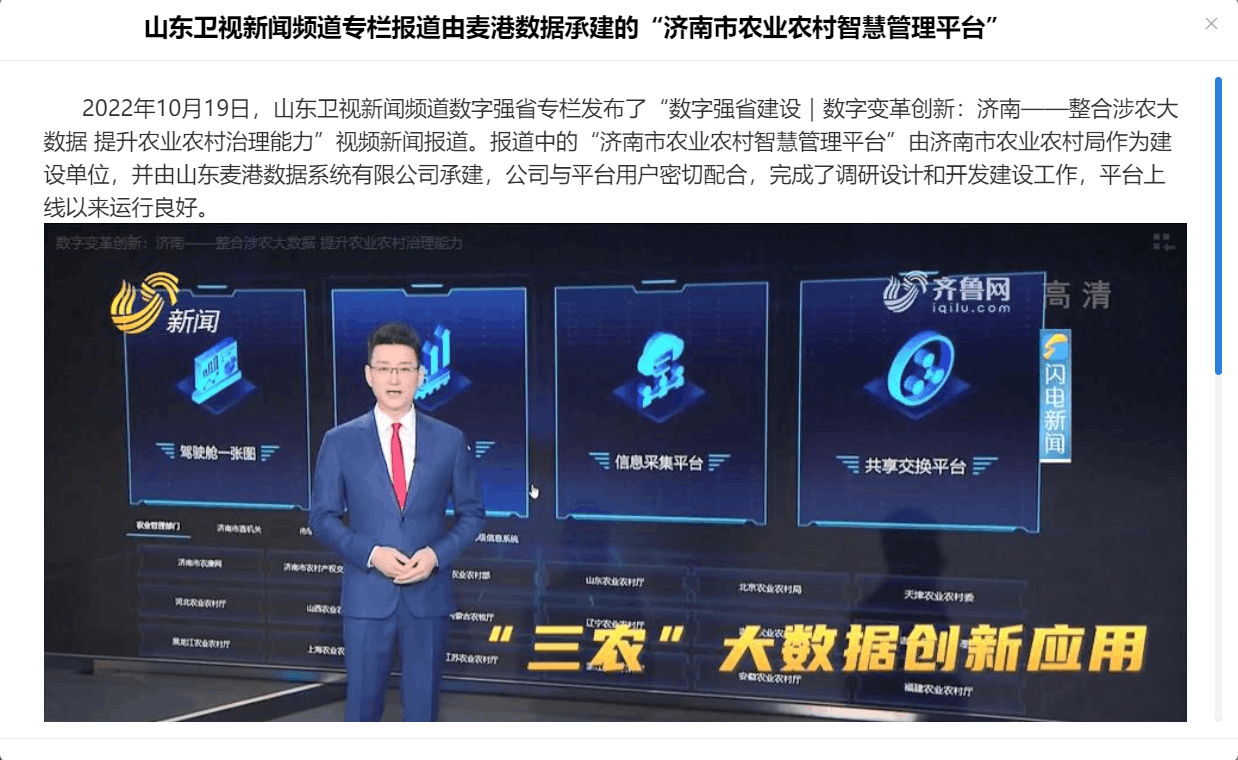 山东卫视新闻频道专栏报道由麦港数据承建的“济南市农业农村智慧管理平台”
2022年10月19日，山东卫视新闻频道数字强省专栏发布了“数字强省建设｜数字变革创新：济南——整合涉农大
数据 提升农业农村治理能力”视频新闻报道。报道中的“济南市农业农村智慧管理平台”由济南市农业农村局作为建
设单位，并由山东麦港数据系统有限公司承建，公司与平台用户密切配合，完成了调研设计和开发建设工作，平台上
线以来运行良好。
数字变革创新：济南——整合涉农大数据 提升农业农村治理能力
新闻
齐鲁网
iqilu.com
高清
闪电新闻
驾驶舱一张图
信息采集平台
共享交换平台
农业管理部门
济南市直机关
级信息系统
济南市农康网
济南市农村产权交
农业农村部
山东农业农村厅
北京农业农村局
天津农业农村委
河北农业农村厅
山西农业农
内蒙古农牧厅
辽宁农业农村厅
黑龙江农业农村厅
上海农业农
江苏农业农村厅
安徽农业农村厅
福建农业农村厅
“三农”大数据创新应用